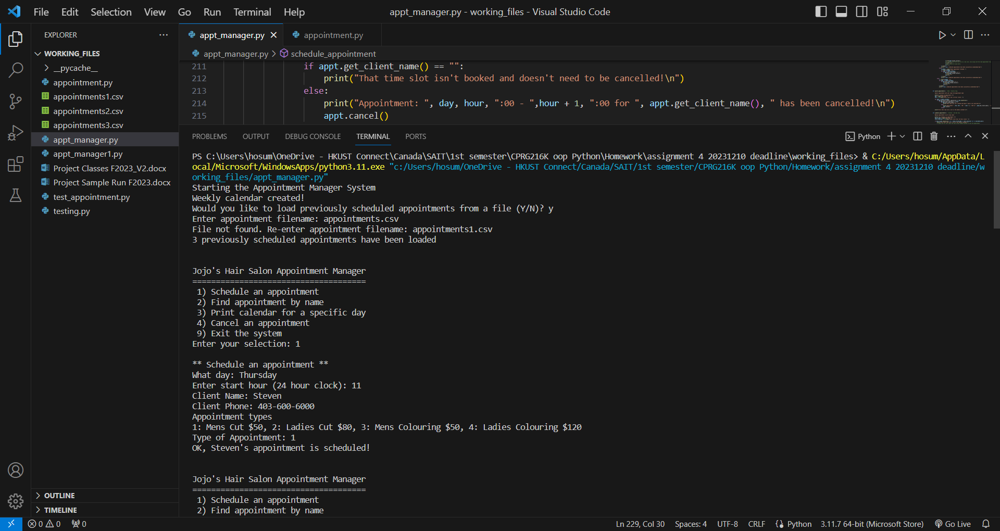 File Edit Selection View Go Run Terminal Help
appt_manager.py - working_files - Visual Studio Code
EXPLORER
WORKING_FILES
__pycache__
appointment.py
appointments1.csv
appointments2.csv
appointments3.csv
appt_manager.py
appt_manager1.py
Project Classes F2023_V2.docx
Project Sample Run F2023.docx
test_appointment.py
testing.py
OUTLINE
TIMELINE
appt_manager.py appointment.py
appt_manager.py > schedule_appointment
211 if appt.get_client_name() == "":
212 print("That time slot isn't booked and doesn't need to be cancelled!\n")
213 else:
214 print("Appointment: ", day, hour, ":00 - ",hour + 1, ":00 for ", appt.get_client_name(), " has been cancelled!\n")
215 appt.cancel()
PROBLEMS OUTPUT DEBUG CONSOLE TERMINAL PORTS
Python
PS C:\Users\hosum\OneDrive - HKUST Connect\Canada\SAIT\1st semester\CPRG216K oop Python\Homework\assignment 4 20231210 deadline\working_files> & C:/Users/hosum/AppData/L
ocal/Microsoft/WindowsApps/python3.11.exe "c:/Users/hosum/OneDrive - HKUST Connect/Canada/SAIT/1st semester/CPRG216K oop Python/Homework/assignment 4 20231210 deadline/w
orking_files/appt_manager.py"
Starting the Appointment Manager System
Weekly calendar created!
Would you like to load previously scheduled appointments from a file (Y/N)? y
Enter appointment filename: appointments.csv
File not found. Re-enter appointment filename: appointments1.csv
3 previously scheduled appointments have been loaded
Jojo's Hair Salon Appointment Manager
=====================================
1) Schedule an appointment
2) Find appointment by name
3) Print calendar for a specific day
4) Cancel an appointment
9) Exit the system
Enter your selection: 1
** Schedule an appointment **
What day: Thursday
Enter start hour (24 hour clock): 11
Client Name: Steven
Client Phone: 403-600-6000
Appointment types
1: Mens Cut $50, 2: Ladies Cut $80, 3: Mens Colouring $50, 4: Ladies Colouring $120
Type of Appointment: 1
OK, Steven's appointment is scheduled!
Jojo's Hair Salon Appointment Manager
=====================================
1) Schedule an appointment
2) Find appointment by name
0 0 0
Ln 229, Col 30 Spaces: 4 UTF-8 CRLF Python 3.11.7 64-bit (Microsoft Store) Go Live